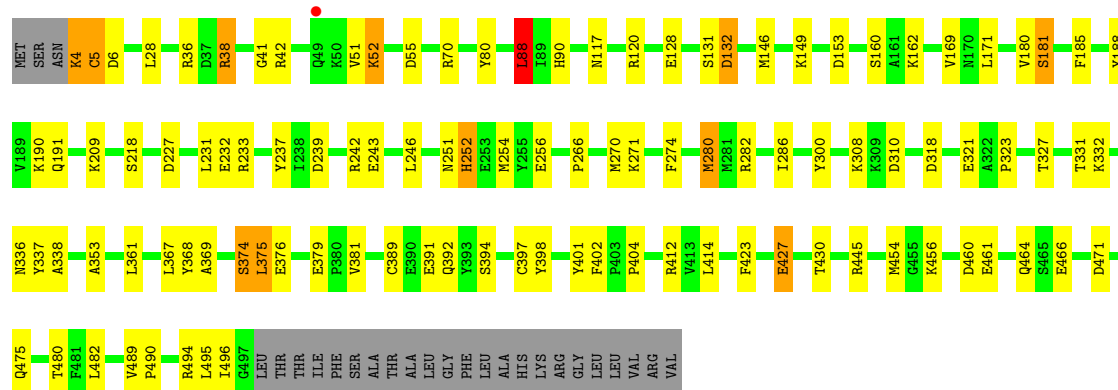 MET SER ASN K4 C5 D6 L28 R36 D37 R38 G41 R42 Q49 K50 V51 K52 D55 R70 Y80 L88 I89 H90 N117 R120 E128 S131 D132 M146 K149 D153 S160 A161 K162 V169 N170 L171 V180 S181 F185
V189 K190 Q191 K209 S218 D227 L231 E232 R233 Y237 I238 D239 R242 E243 L246 N251 H252 E253 M254 Y255 E256 P266 M270 K271 F274 M280 M281 R282 I286 Y300 K308 K309 D310 D318 E321 A322 P323 T327 T331 K332
N336 Y337 A338 A353 L361 L367 Y368 A369 S374 L375 E376 E379 P380 V381 C389 E390 E391 Q392 Y393 S394 C397 Y398 Y401 F402 P403 P404 R412 V413 L414 F423 E427 T430 R445 M454 G455 K456 D460 E461 Q464 S465 E466 D471
Q475 T480 F481 L482 V489 P490 R494 L495 I496 G497 LEU THR THR ILE PHE SER ALA THR ALA LEU GLY PHE LEU ALA HIS LYS ARG GLY LEU LEU VAL ARG VAL